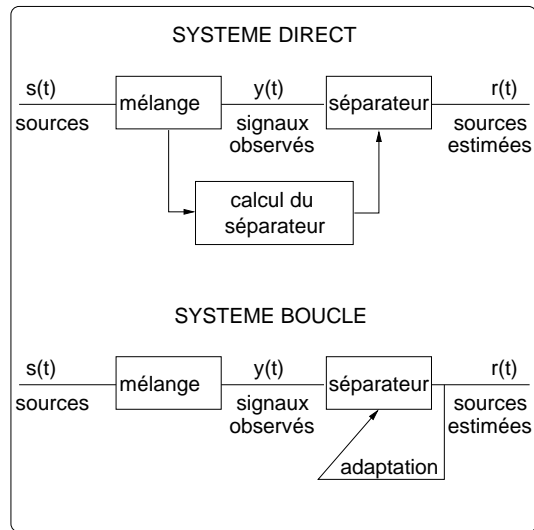 SYSTEME DIRECT
s(t) mélange y(t) séparateur r(t)
sources signaux observés sources estimées
calcul du séparateur
SYSTEME BOUCLE
s(t) mélange y(t) séparateur r(t)
sources signaux observés sources estimées
adaptation